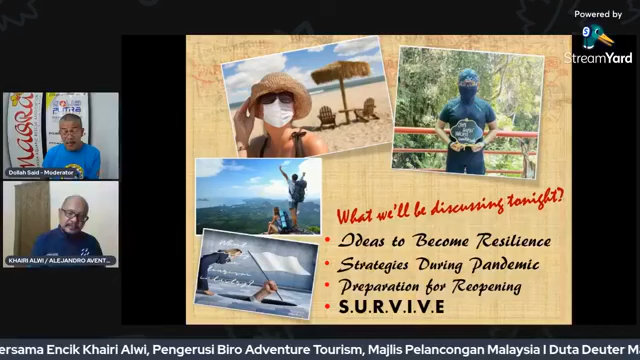 Powered by
StreamYard
Dollah Said - Moderator
KHAIRI ALWI / ALEJANDRO AVENT...
What we'll be discussing tonight?
• Ideas to Become Resilience
• Strategies During Pandemic
• Preparation for Reopening
• S.U.R.V.I.V.E
ersama Encik Khairi Alwi, Pengerusi Biro Adventure Tourism, Majlis Pelancongan Malaysia I Duta Deuter M